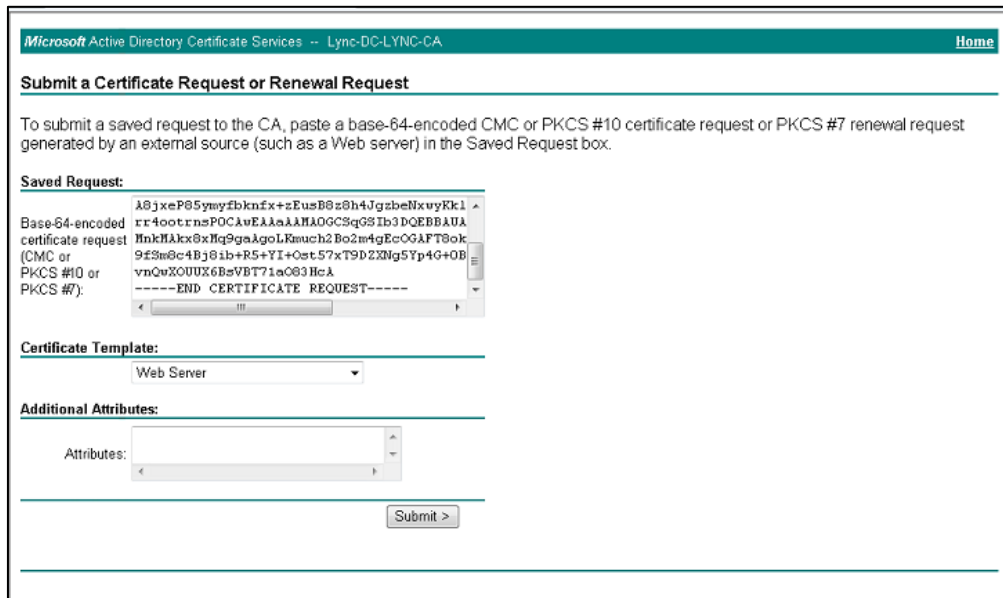 Microsoft Active Directory Certificate Services -- Lync-DC-LYNC-CA Home
Submit a Certificate Request or Renewal Request
To submit a saved request to the CA, paste a base-64-encoded CMC or PKCS #10 certificate request or PKCS #7 renewal request
generated by an external source (such as a Web server) in the Saved Request box.
Saved Request:
Base-64-encoded
certificate request
(CMC or
PKCS #10 or
PKCS #7):
A8jxeP85ymyfbknfx+zEusB8z8h4JgzbeNxwyKk1
rr4ootrnsPOCAwEAAaAAMAOGCSqGSIb3DQEBBAUA
MnkMAkx8xMq9gaAgoLKmuch2Bo2m4gEcOGAFT8ok
9fSm8c4Bj8ib+R5+YI+Ost57xT9DZXNg5Yp4G+OB
vnQwXOUUX6BsVBT71aO83HcA
-----END CERTIFICATE REQUEST-----
Certificate Template:
Web Server
Additional Attributes:
Attributes:
Submit >